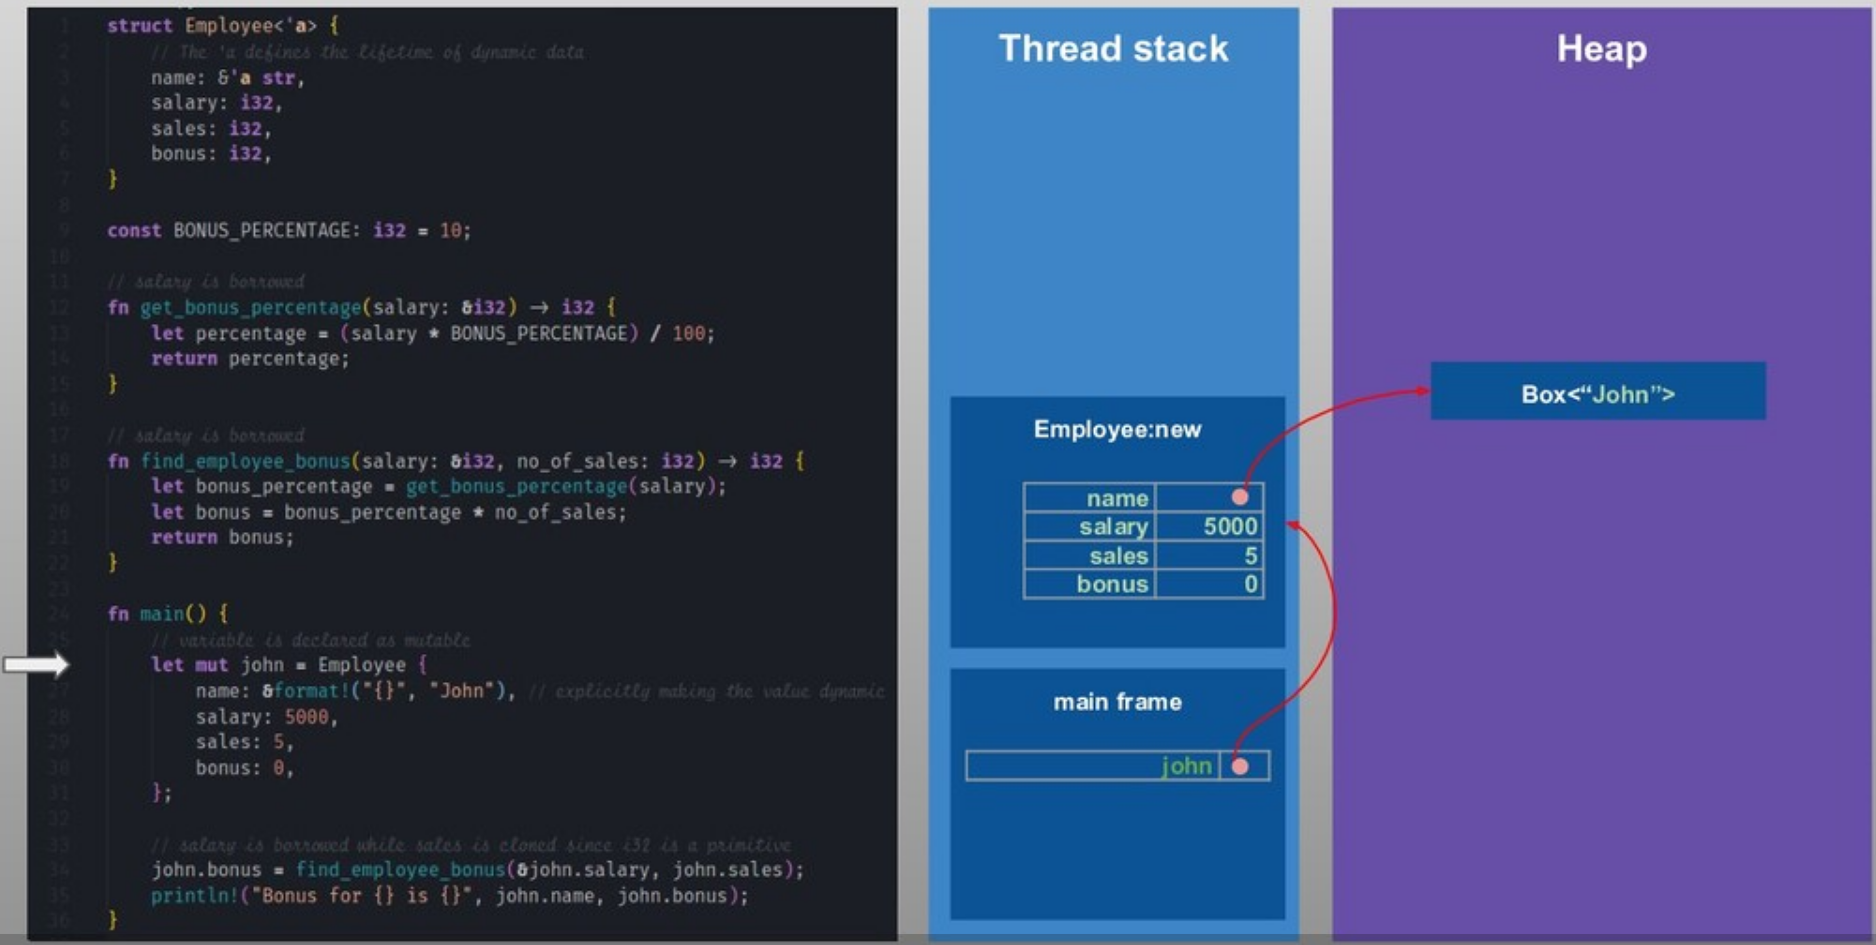 struct Employee<'a> {
// The 'a defines the lifetime of dynamic data
name: &'a str,
salary: i32,
sales: i32,
bonus: i32,
}
const BONUS_PERCENTAGE: i32 = 10;
// salary is borrowed
fn get_bonus_percentage(salary: &i32) → i32 {
let percentage = (salary * BONUS_PERCENTAGE) / 100;
return percentage;
}
// salary is borrowed
fn find_employee_bonus(salary: &i32, no_of_sales: i32) → i32 {
let bonus_percentage = get_bonus_percentage(salary);
let bonus = bonus_percentage * no_of_sales;
return bonus;
}
fn main() {
// variable is declared as mutable
let mut john = Employee {
name: &format!("{}", "John"), // explicitly making the value dynamic
salary: 5000,
sales: 5,
bonus: 0,
};
// salary is borrowed while sales is cloned since i32 is a primitive
john.bonus = find_employee_bonus(&john.salary, john.sales);
println!("Bonus for {} is {}", john.name, john.bonus);
}
Thread stack
Employee:new
name
salary 5000
sales 5
bonus 0
main frame
john
Heap
Box<“John”>